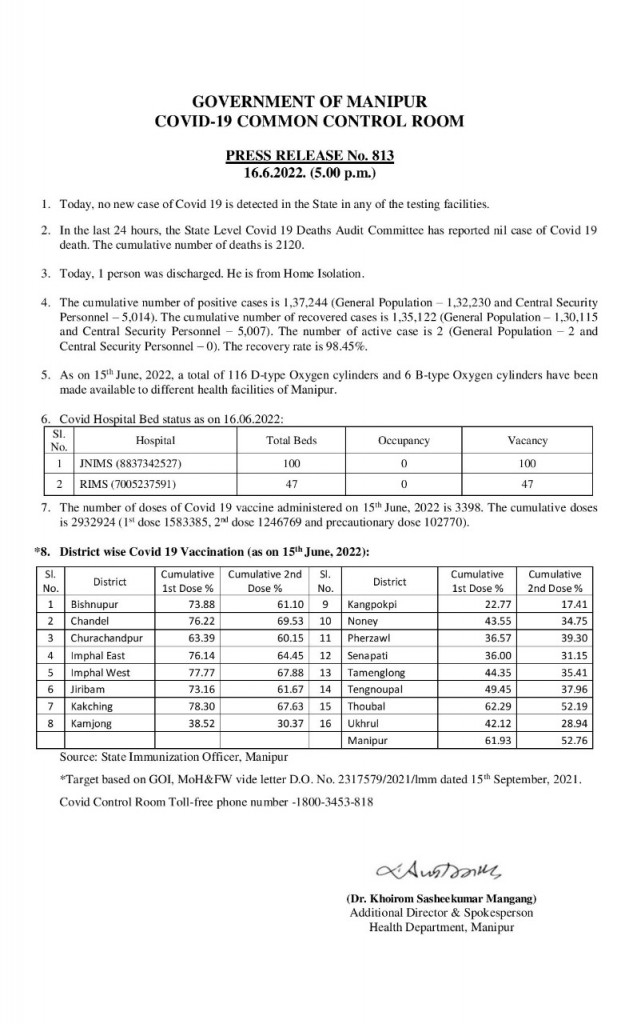 GOVERNMENT OF MANIPUR
COVID-19 COMMON CONTROL ROOM
PRESS RELEASE No. 813
16.6.2022. (5.00 p.m.)
1. Today, no new case of Covid 19 is detected in the State in any of the testing facilities.
2. In the last 24 hours, the State Level Covid 19 Deaths Audit Committee has reported nil case of Covid 19
death. The cumulative number of deaths is 2120.
3. Today, 1 person was discharged. He is from Home Isolation.
4. The cumulative number of positive cases is 1,37,244 (General Population – 1,32,230 and Central Security
Personnel – 5,014). The cumulative number of recovered cases is 1,35,122 (General Population – 1,30,115
and Central Security Personnel – 5,007). The number of active case is 2 (General Population – 2 and
Central Security Personnel – 0). The recovery rate is 98.45%.
5. As on 15th June, 2022, a total of 116 D-type Oxygen cylinders and 6 B-type Oxygen cylinders have been
made available to different health facilities of Manipur.
6. Covid Hospital Bed status as on 16.06.2022:
Sl. No. Hospital Total Beds Occupancy Vacancy
1 JNIMS (8837342527) 100 0 100
2 RIMS (7005237591) 47 0 47
7. The number of doses of Covid 19 vaccine administered on 15th June, 2022 is 3398. The cumulative doses
is 2932924 (1st dose 1583385, 2nd dose 1246769 and precautionary dose 102770).
*8. District wise Covid 19 Vaccination (as on 15th June, 2022):
Sl. No. District Cumulative 1st Dose % Cumulative 2nd Dose % Sl. No. District Cumulative 1st Dose % Cumulative 2nd Dose %
1 Bishnupur 73.88 61.10 9 Kangpokpi 22.77 17.41
2 Chandel 76.22 69.53 10 Noney 43.55 34.75
3 Churachandpur 63.39 60.15 11 Pherzawl 36.57 39.30
4 Imphal East 76.14 64.45 12 Senapati 36.00 31.15
5 Imphal West 77.77 67.88 13 Tamenglong 44.35 35.41
6 Jiribam 73.16 61.67 14 Tengnoupal 49.45 37.96
7 Kakching 78.30 67.63 15 Thoubal 62.29 52.19
8 Kamjong 38.52 30.37 16 Ukhrul 42.12 28.94
Manipur 61.93 52.76
Source: State Immunization Officer, Manipur
*Target based on GOI, MoH&FW vide letter D.O. No. 2317579/2021/Imm dated 15th September, 2021.
Covid Control Room Toll-free phone number -1800-3453-818
(Dr. Khoirom Sasheekumar Mangang)
Additional Director & Spokesperson
Health Department, Manipur